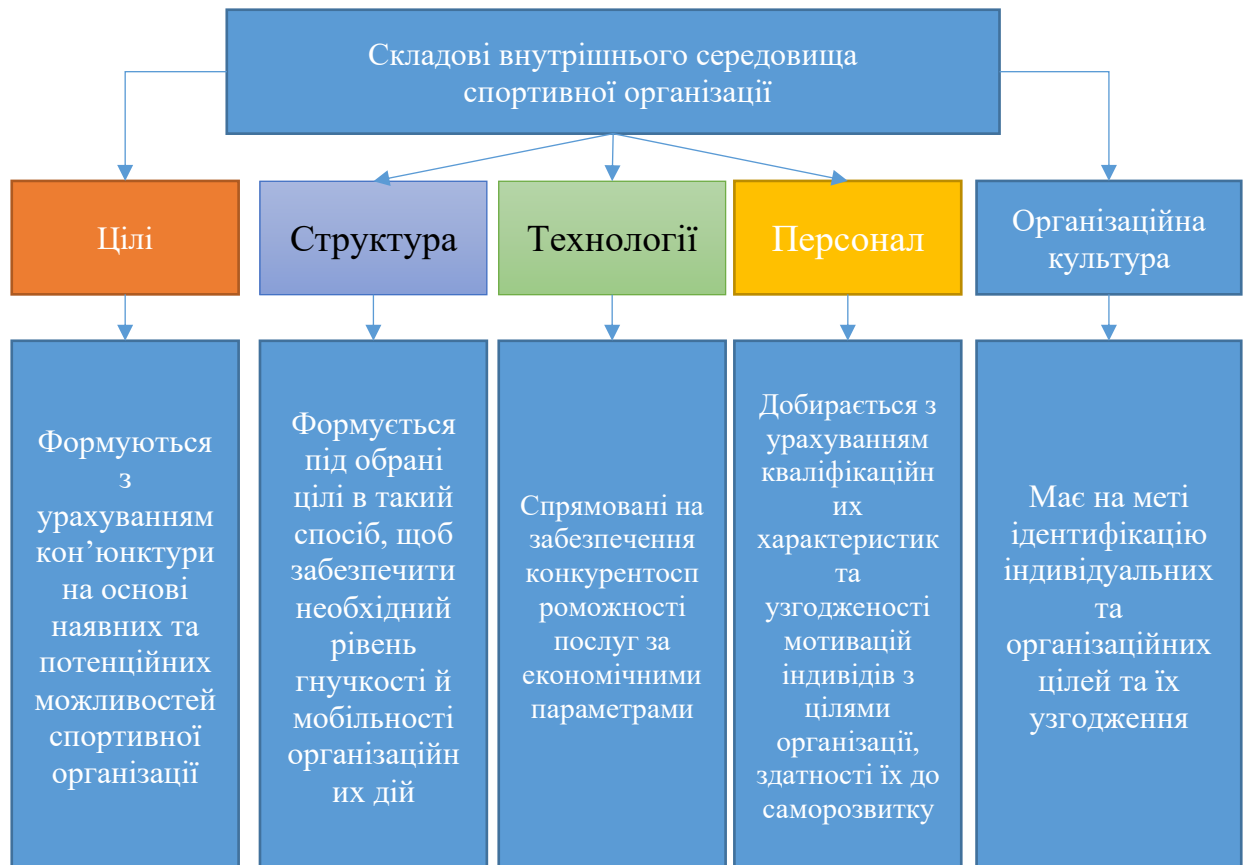 Складові внутрішнього середовища
спортивної організації
Цілі
Структура
Технології
Персонал
Організаційна
культура
Формуються
з
урахуванням
кон’юнктури
на основі
наявних та
потенційних
можливостей
спортивної
організації
Формується
під обрані
цілі в такий
спосіб, щоб
забезпечити
необхідний
рівень
гнучкості й
мобільності
організаційн
их дій
Спрямовані на
забезпечення
конкурентосп
роможності
послуг за
економічними
параметрами
Добирається з
урахуванням
кваліфікаційн
их
характеристик
та
узгодженості
мотивацій
індивідів з
цілями
організації,
здатності їх до
саморозвитку
Має на меті
ідентифікацію
індивідуальних
та
організаційних
цілей та їх
узгодження